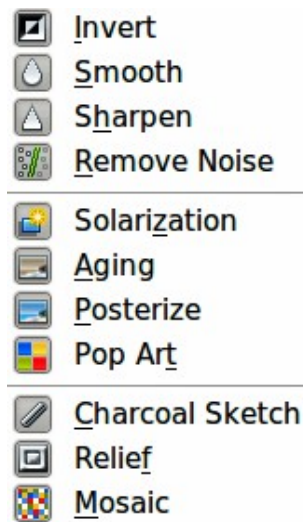 Invert
Smooth
Sharpen
Remove Noise
Solarization
Aging
Posterize
Pop Art
Charcoal Sketch
Relief
Mosaic